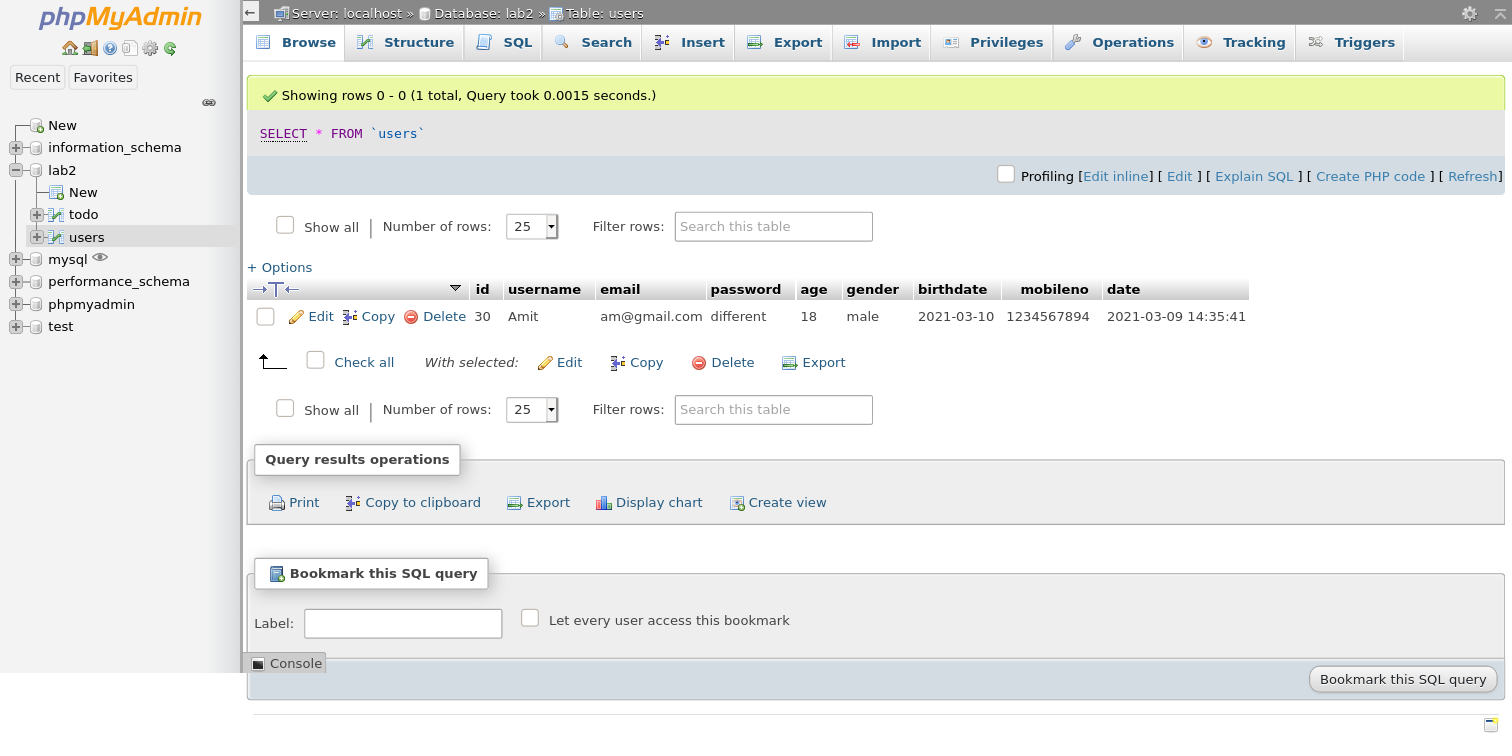 phpMyAdmin
Recent Favorites
New
information_schema
lab2
New
todo
users
mysql
performance_schema
phpmyadmin
test
Server: localhost » Database: lab2 » Table: users
Browse Structure SQL Search Insert Export Import Privileges Operations Tracking Triggers
Showing rows 0 - 0 (1 total, Query took 0.0015 seconds.)
SELECT * FROM `users`
Profiling [Edit inline] [ Edit ] [ Explain SQL ] [ Create PHP code ] [ Refresh]
Show all | Number of rows: 25 Filter rows: Search this table
+ Options
id username email password age gender birthdate mobileno date
Edit Copy Delete 30 Amit am@gmail.com different 18 male 2021-03-10 1234567894 2021-03-09 14:35:41
Check all With selected: Edit Copy Delete Export
Show all | Number of rows: 25 Filter rows: Search this table
Query results operations
Print Copy to clipboard Export Display chart Create view
Bookmark this SQL query
Label: Let every user access this bookmark
Console
Bookmark this SQL query